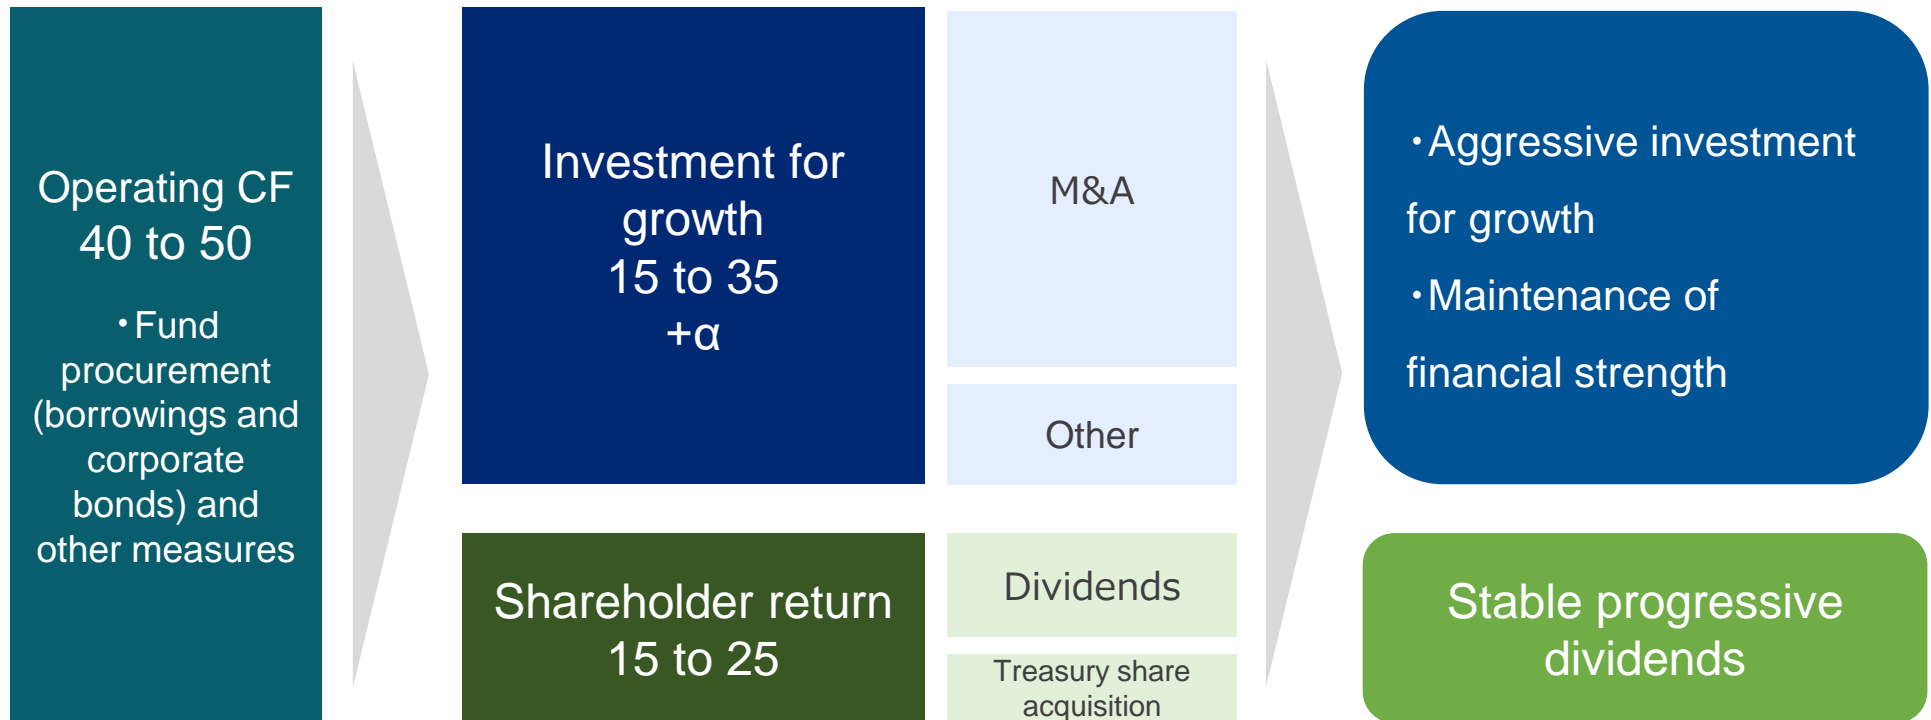 Operating CF
40 to 50
・Fund
procurement
(borrowings and
corporate
bonds) and
other measures
Investment for
growth
15 to 35
+α
M&A
Other
・Aggressive investment
for growth
・Maintenance of
financial strength
Shareholder return
15 to 25
Dividends
Treasury share
acquisition
Stable progressive
dividends